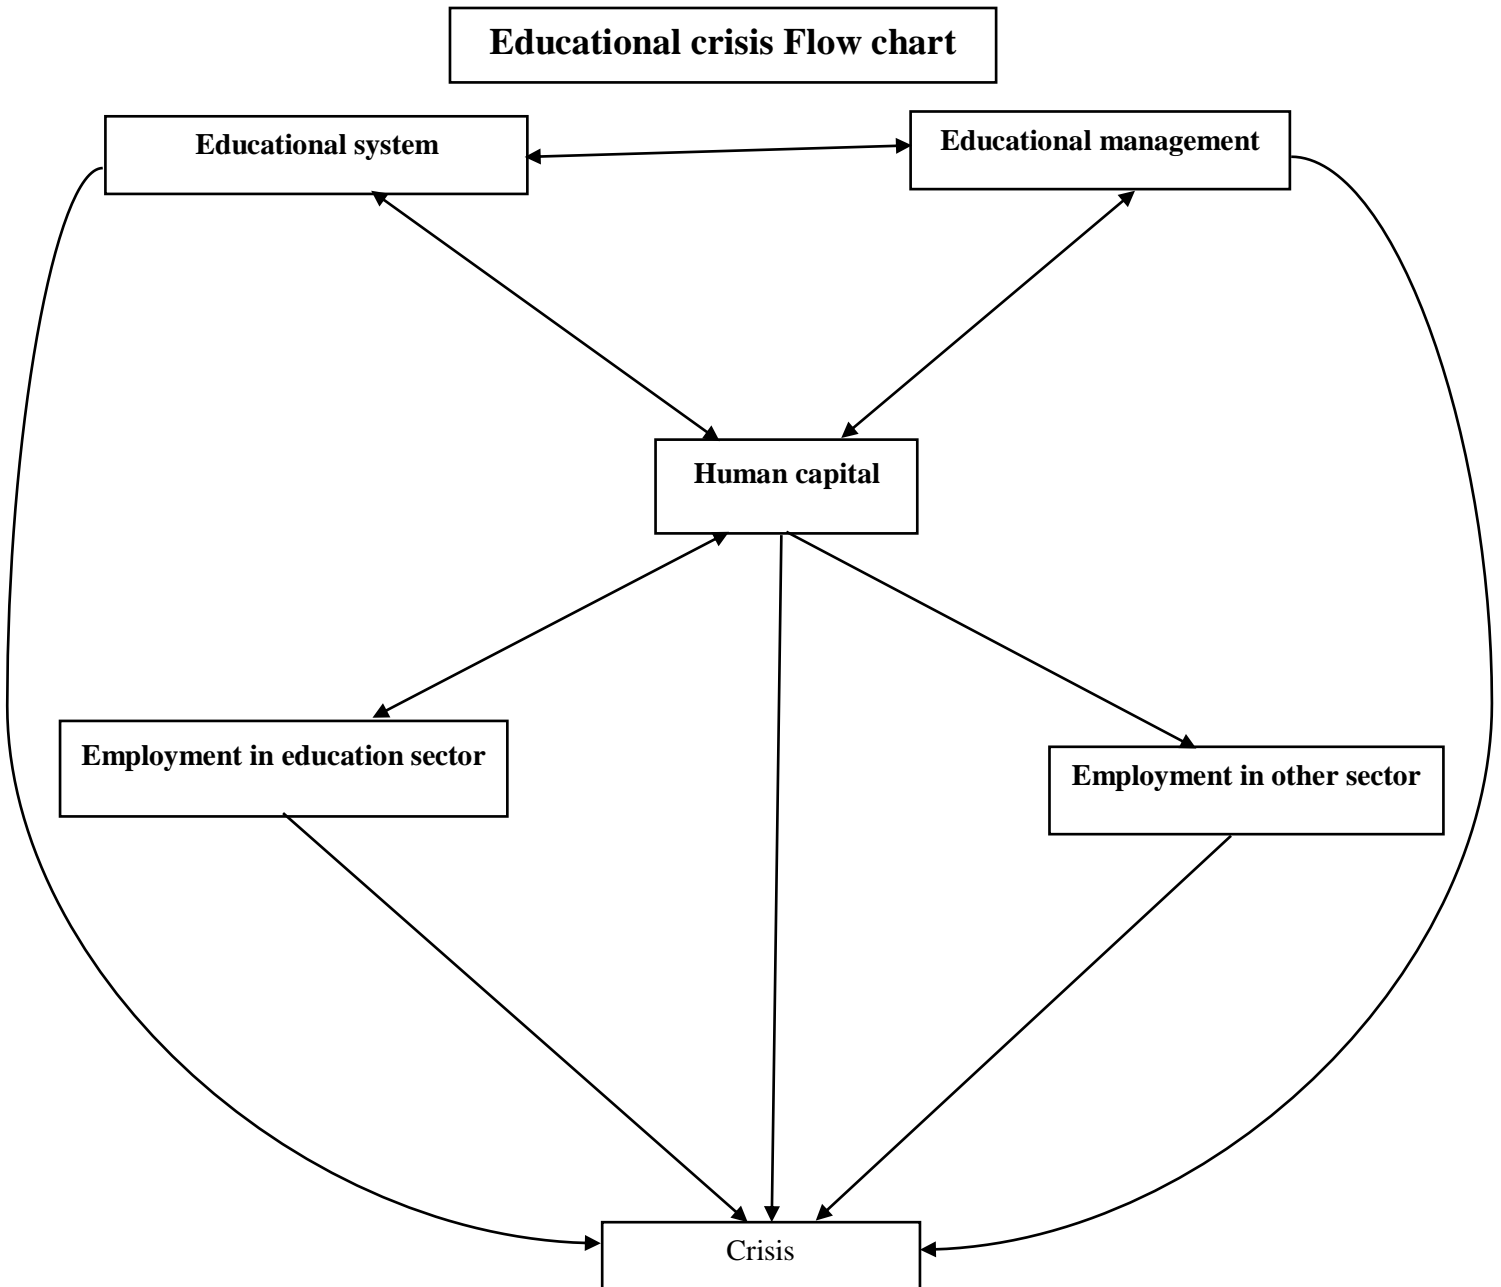 Educational crisis Flow chart
Educational system
Educational management
Human capital
Employment in education sector
Employment in other sector
Crisis